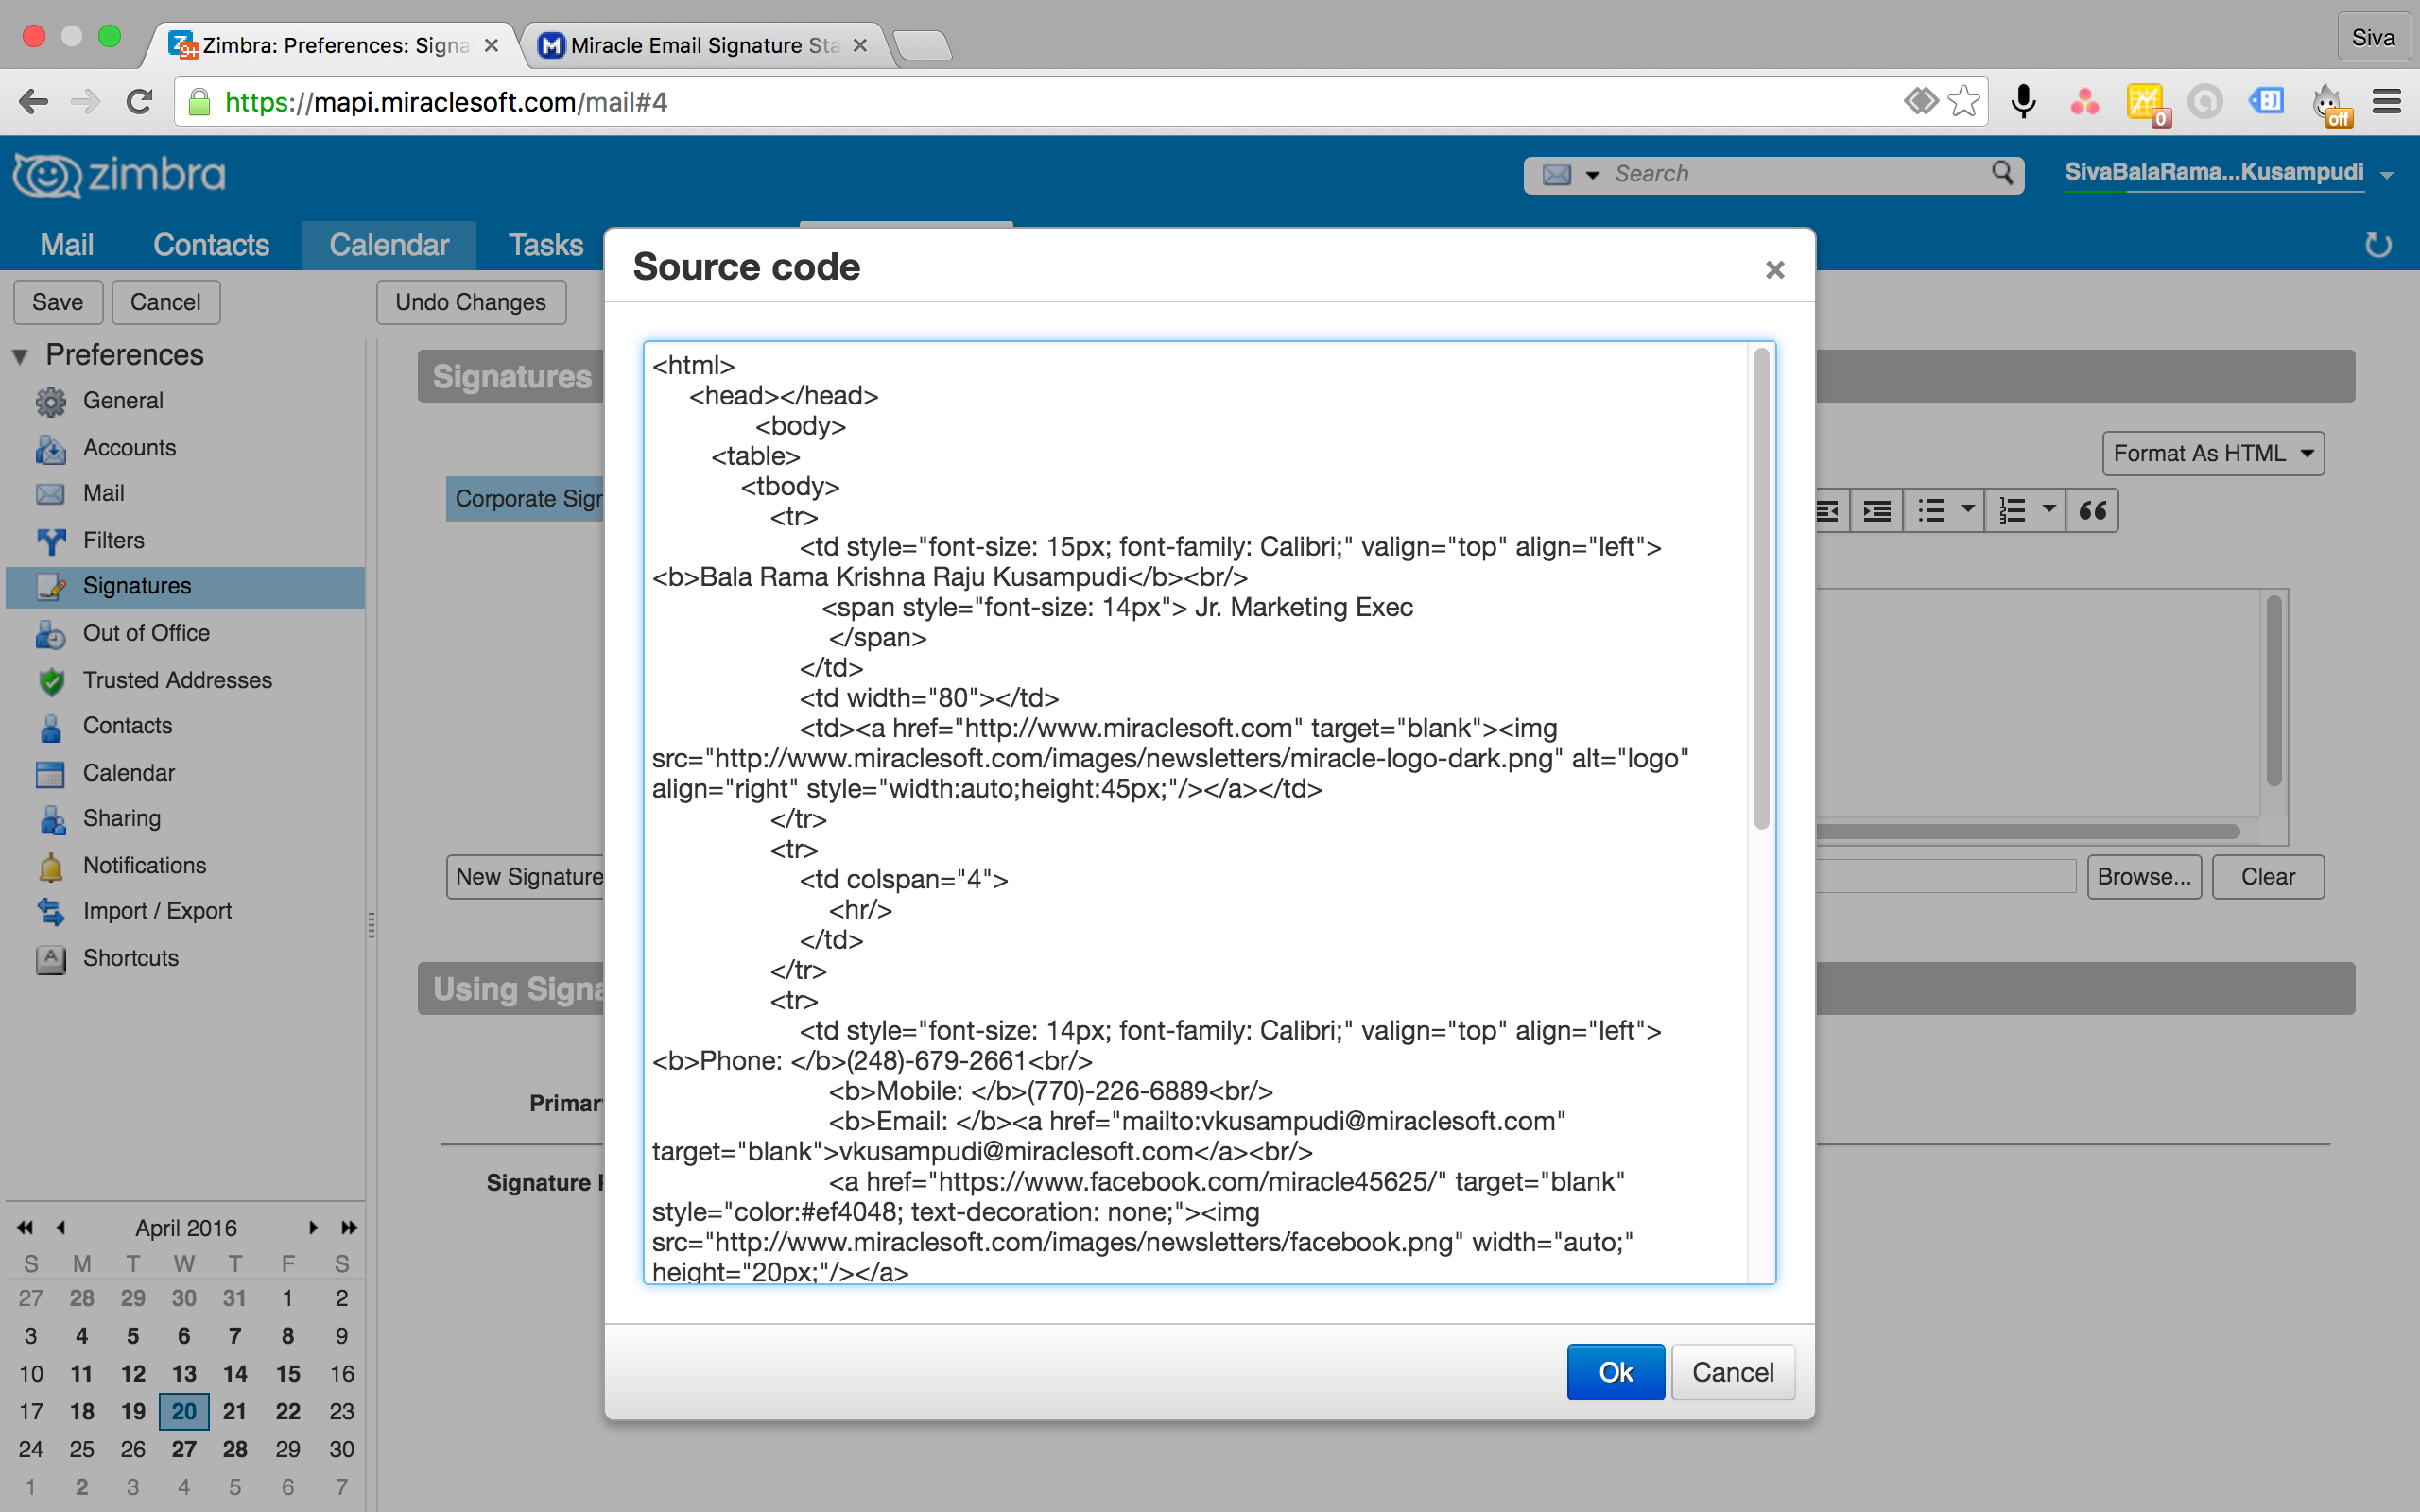 Zimbra: Preferences: Signa
Miracle Email Signature Sta
Siva
https://mapi.miraclesoft.com/mail#4
0
off
9+
zimbra
Search
SivaBalaRama...Kusampudi
Mail
Contacts
Calendar
Tasks
Save
Cancel
Undo Changes
Preferences
General
Accounts
Mail
Filters
Signatures
Out of Office
Trusted Addresses
Contacts
Calendar
Sharing
Notifications
Import / Export
Shortcuts
April 2016
S M T W T F S
27 28 29 30 31 1 2
3 4 5 6 7 8 9
10 11 12 13 14 15 16
17 18 19 20 21 22 23
24 25 26 27 28 29 30
1 2 3 4 5 6 7
Signatures
Corporate Sign
New Signature
Using Signa
Primar
Signature
Format As HTML
Browse...
Clear
Source code
<html>
<head></head>
<body>
<table>
<tbody>
<tr>
<td style="font-size: 15px; font-family: Calibri;" valign="top" align="left">
<b>Bala Rama Krishna Raju Kusampudi</b><br/>
<span style="font-size: 14px"> Jr. Marketing Exec
</span>
</td>
<td width="80"></td>
<td><a href="http://www.miraclesoft.com" target="blank"><img
src="http://www.miraclesoft.com/images/newsletters/miracle-logo-dark.png" alt="logo"
align="right" style="width:auto;height:45px;"/></a></td>
</tr>
<tr>
<td colspan="4">
<hr/>
</td>
</tr>
<tr>
<td style="font-size: 14px; font-family: Calibri;" valign="top" align="left">
<b>Phone: </b>(248)-679-2661<br/>
<b>Mobile: </b>(770)-226-6889<br/>
<b>Email: </b><a href="mailto:vkusampudi@miraclesoft.com"
target="blank">vkusampudi@miraclesoft.com</a><br/>
<a href="https://www.facebook.com/miracle45625/" target="blank"
style="color:#ef4048; text-decoration: none;"><img
src="http://www.miraclesoft.com/images/newsletters/facebook.png" width="auto;"
height="20px;"/></a>
Ok
Cancel